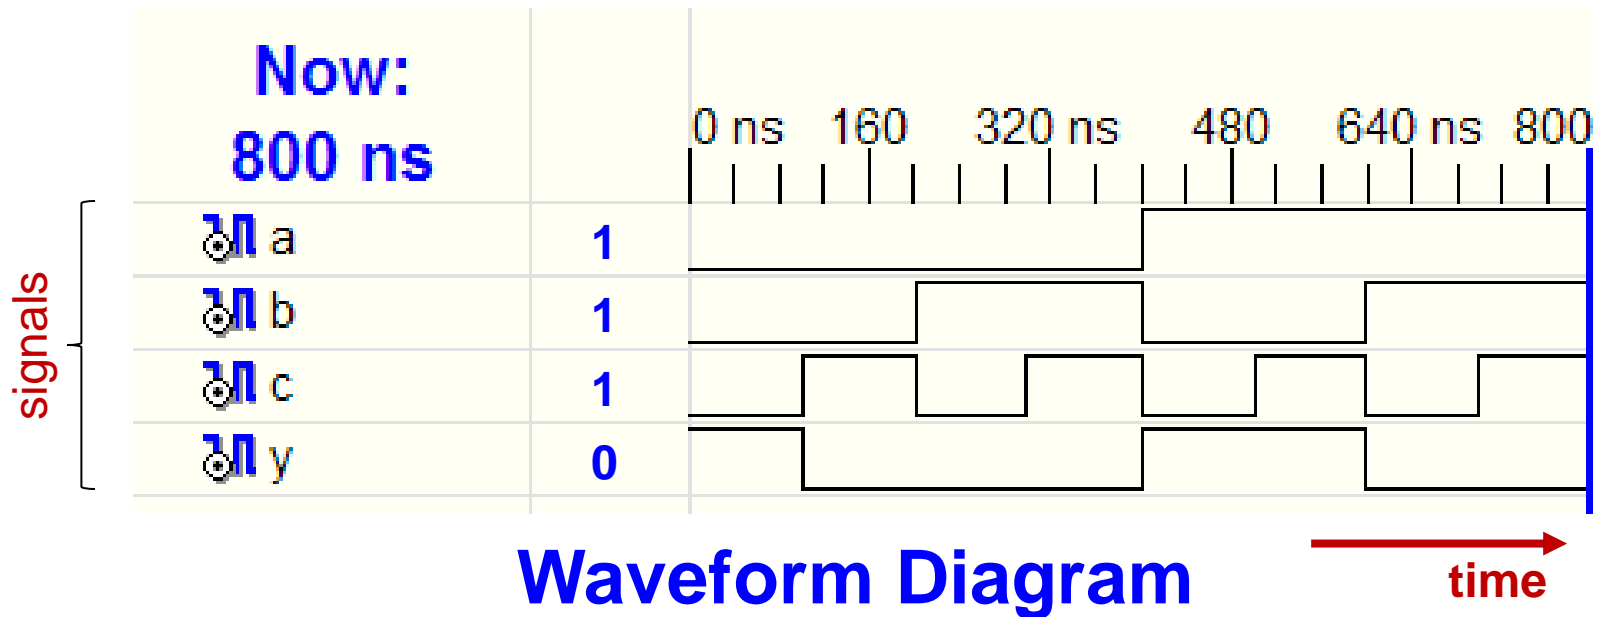 Now:
800 ns
0 ns 160 320 ns 480 640 ns 800
signals
a 1
b 1
c 1
y 0
Waveform Diagram
time